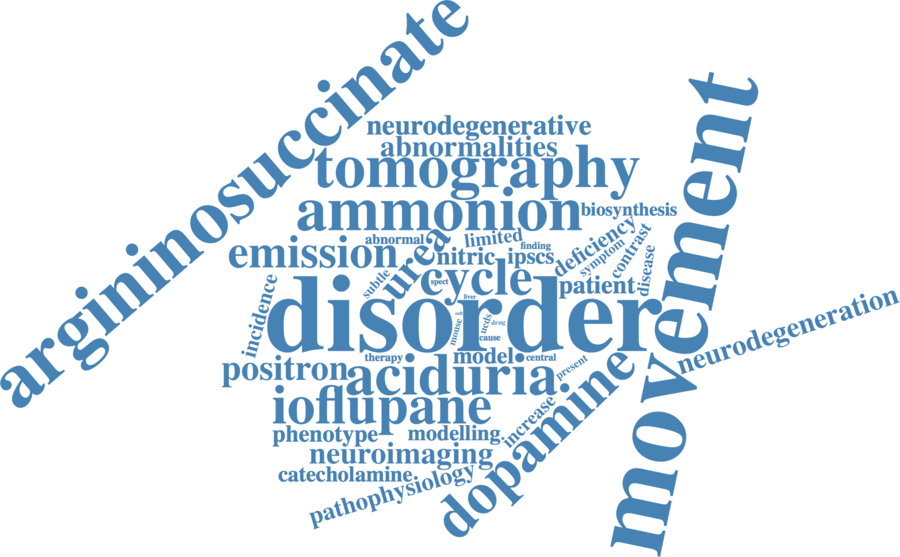 argininosuccinate
movement
neurodegenerative
abnormalities
tomography
ammonion
biosynthesis
abnormal
limited
finding
emission
urea
nitric
ipscs
deficiency
symptom
contrast
disease
subtle
spect
cycle
patient
incidence
liver
disorder
cell
mouse
ucds
drug
cause
neurodegeneration
therapy
model
central
positron
aciduria
present
ioflupane
dopamine
increase
phenotype
modelling
neuroimaging
catecholamine
pathophysiology